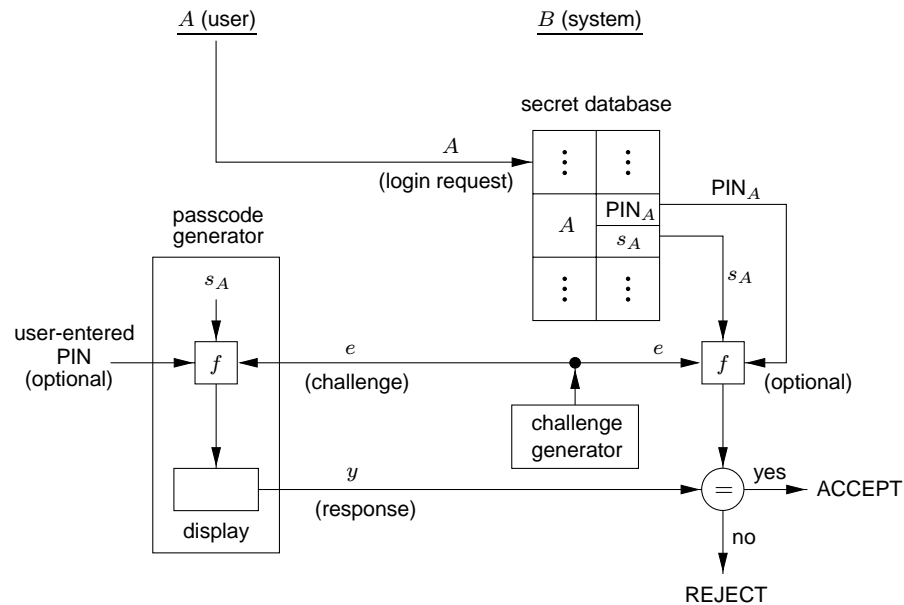 A (user)
B (system)
secret database
A
(login request)
PIN_A
A
PIN_A
s_A
s_A
passcode
generator
s_A
user-entered
PIN
(optional)
f
e
(challenge)
e
f
(optional)
challenge
generator
y
(response)
=
yes
ACCEPT
display
no
REJECT